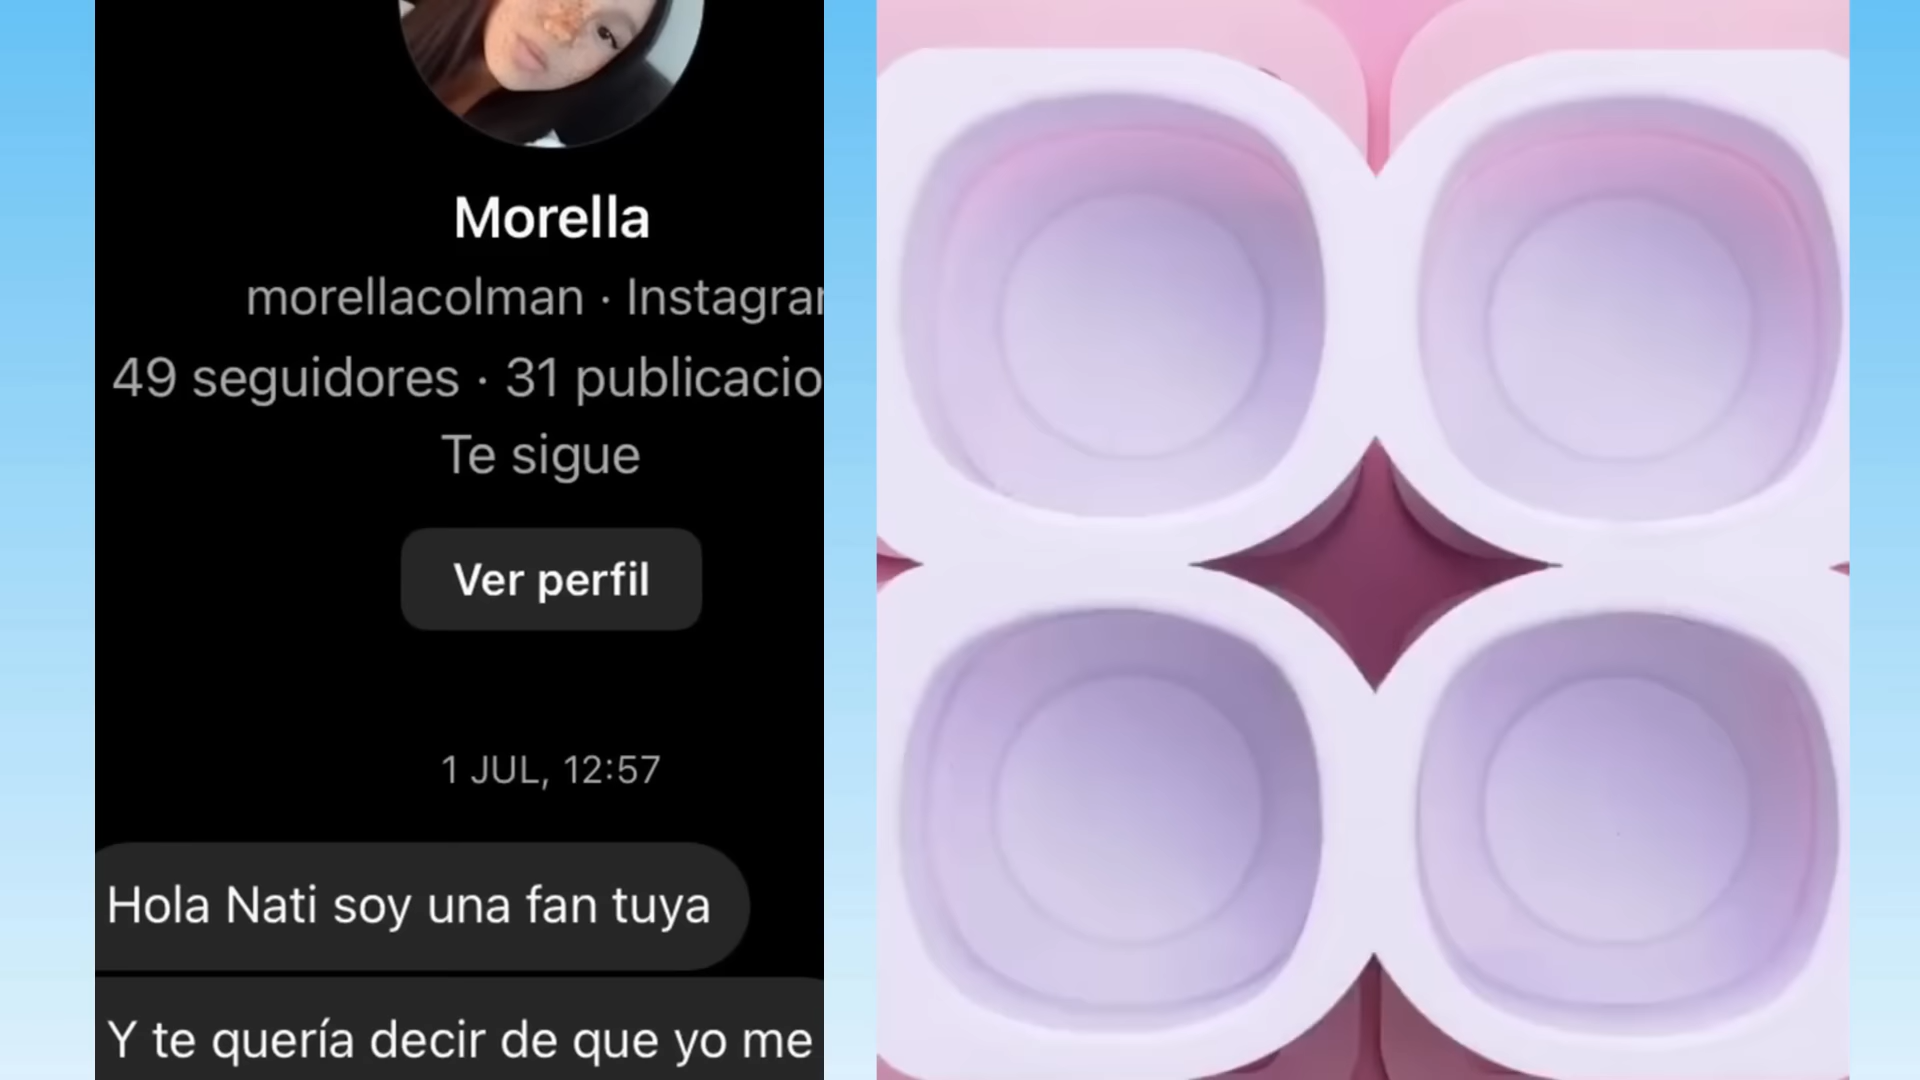 Morella
morellacolman · Instagra
49 seguidores · 31 publicacio
Te sigue
Ver perfil
1 JUL, 12:57
Hola Nati soy una fan tuya
Y te quería decir de que yo me